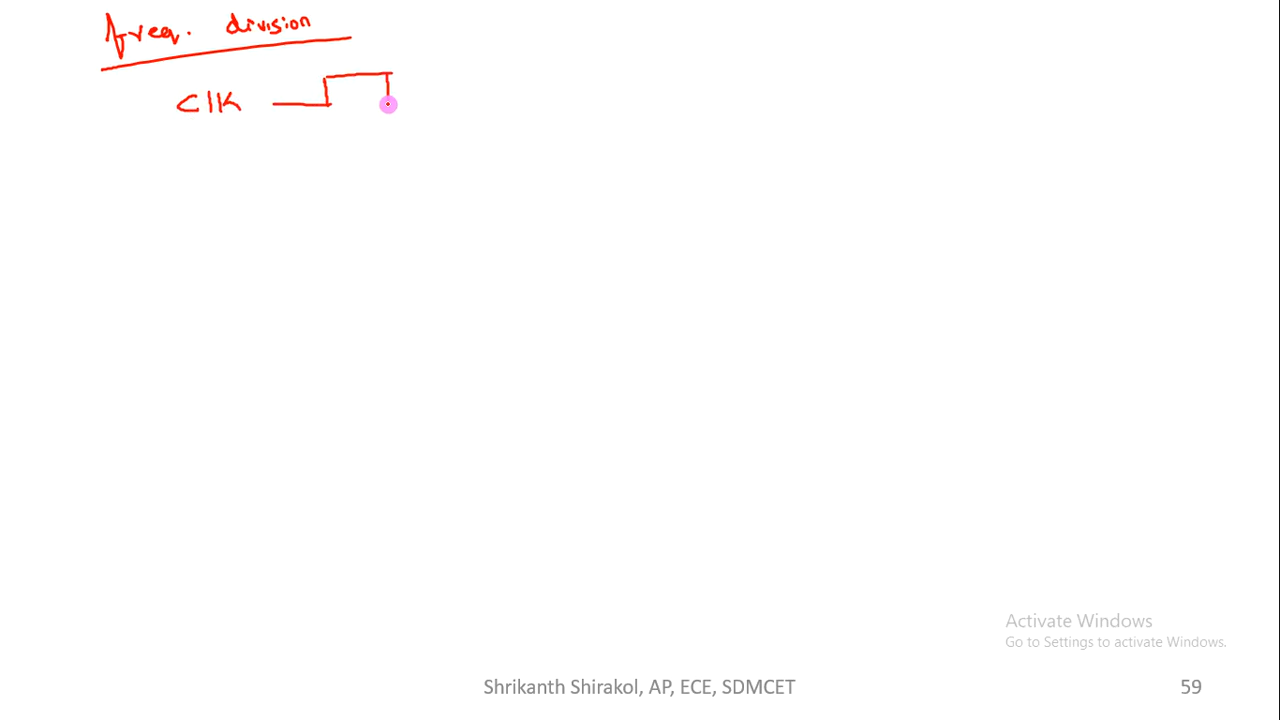 freq. division
clk
Activate Windows
Go to Settings to activate Windows.
Shrikanth Shirakol, AP, ECE, SDMCET
59